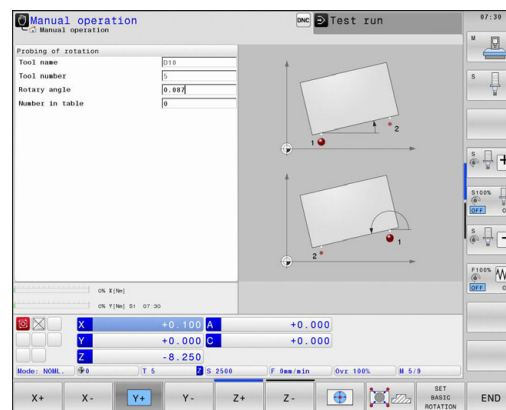 Manual operation
Manual operation
DNC
Test run
07:30
Probing of rotation
Tool name D10
Tool number 5
Rotary angle 0.087
Number in table 0
1
2
2
1
M
S
S
S100%
OFF
S
F100%
OFF
0% X[Nm]
0% Y[Nm] S1 07:30
X +0.100 A +0.000
Y +0.000 C +0.000
Z -8.250
Mode: NOML. 0 T 5 Z S 2500 F 0mm/min Ovr 100% M 5/9
X+ X- Y+ Y- Z+ Z- SET BASIC ROTATION END